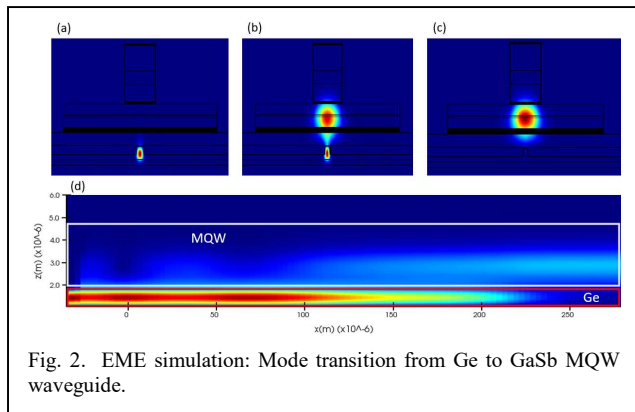 (a)
(b)
(c)
(d)
6.0
5.0
4.0
3.0
2.0
z(m) (x10^-6)
MQW
Ge
0
50
100
150
200
250
x(m) (x10^-6)
Fig. 2. EME simulation: Mode transition from Ge to GaSb MQW
waveguide.